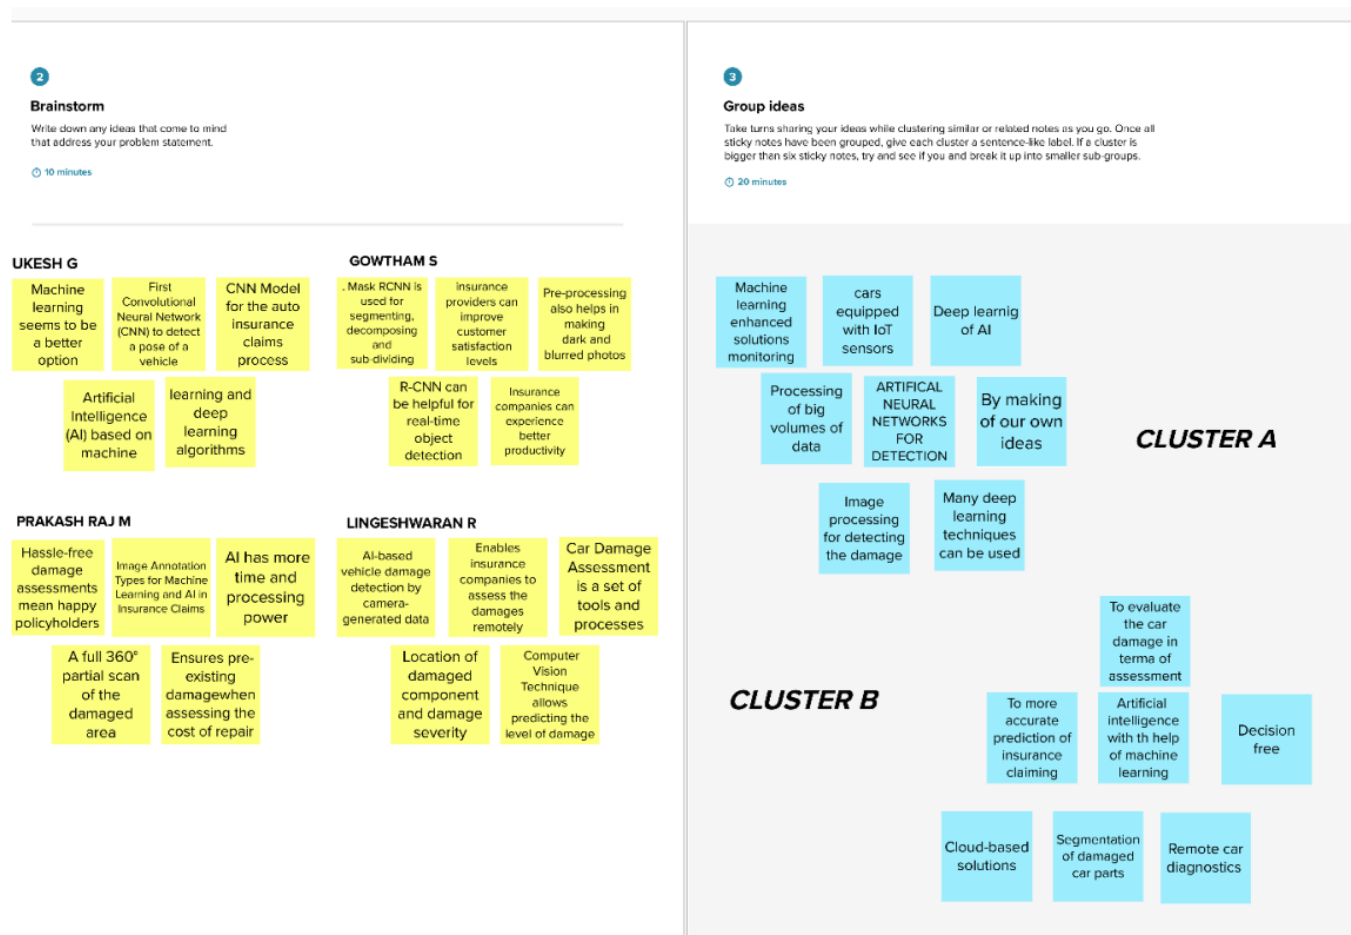 2
Brainstorm
Write down any ideas that come to mind
that address your problem statement.
10 minutes
UKESH G
Machine
learning
seems to be
a better
option
First
Convolutional
Neural Network
(CNN) to detect
a pose of a
vehicle
CNN Model
for the auto
insurance
claims
process
Artificial
Intelligence
(AI) based on
machine
learning and
deep
learning
algorithms
GOWTHAM S
. Mask RCNN is
used for
segmenting,
decomposing
and
sub-dividing
insurance
providers can
improve
customer
satisfaction
levels
Pre-processing
also helps in
making
dark and
blurred photos
R-CNN can
be helpful for
real-time
object
detection
Insurance
companies can
experience
better
productivity
PRAKASH RAJ M
Hassle-free
damage
assessments
mean happy
policyholders
Image Annotation
Types for Machine
Learning and AI in
Insurance Claims
AI has more
time and
processing
power
A full 360°
partial scan
of the
damaged
area
Ensures pre-
existing
damagewhen
assessing the
cost of repair
LINGESHWARAN R
AI-based
vehicle damage
detection by
camera-
generated data
Enables
insurance
companies to
assess the
damages
remotely
Car Damage
Assessment
is a set of
tools and
processes
Location of
damaged
component
and damage
severity
Computer
Vision
Technique
allows
predicting the
level of damage
3
Group ideas
Take turns sharing your ideas while clustering similar or related notes as you go. Once all
sticky notes have been grouped, give each cluster a sentence-like label. If a cluster is
bigger than six sticky notes, try and see if you and break it up into smaller sub-groups.
20 minutes
Machine
learning
enhanced
solutions
monitoring
cars
equipped
with IoT
sensors
Deep learnig
of AI
Processing
of big
volumes of
data
ARTIFICAL
NEURAL
NETWORKS
FOR
DETECTION
By making
of our own
ideas
CLUSTER A
Image
processing
for detecting
the damage
Many deep
learning
techniques
can be used
CLUSTER B
To evaluate
the car
damage in
terma of
assessment
To more
accurate
prediction of
insurance
claiming
Artificial
intelligence
with th help
of machine
learning
Decision
free
Cloud-based
solutions
Segmentation
of damaged
car parts
Remote car
diagnostics